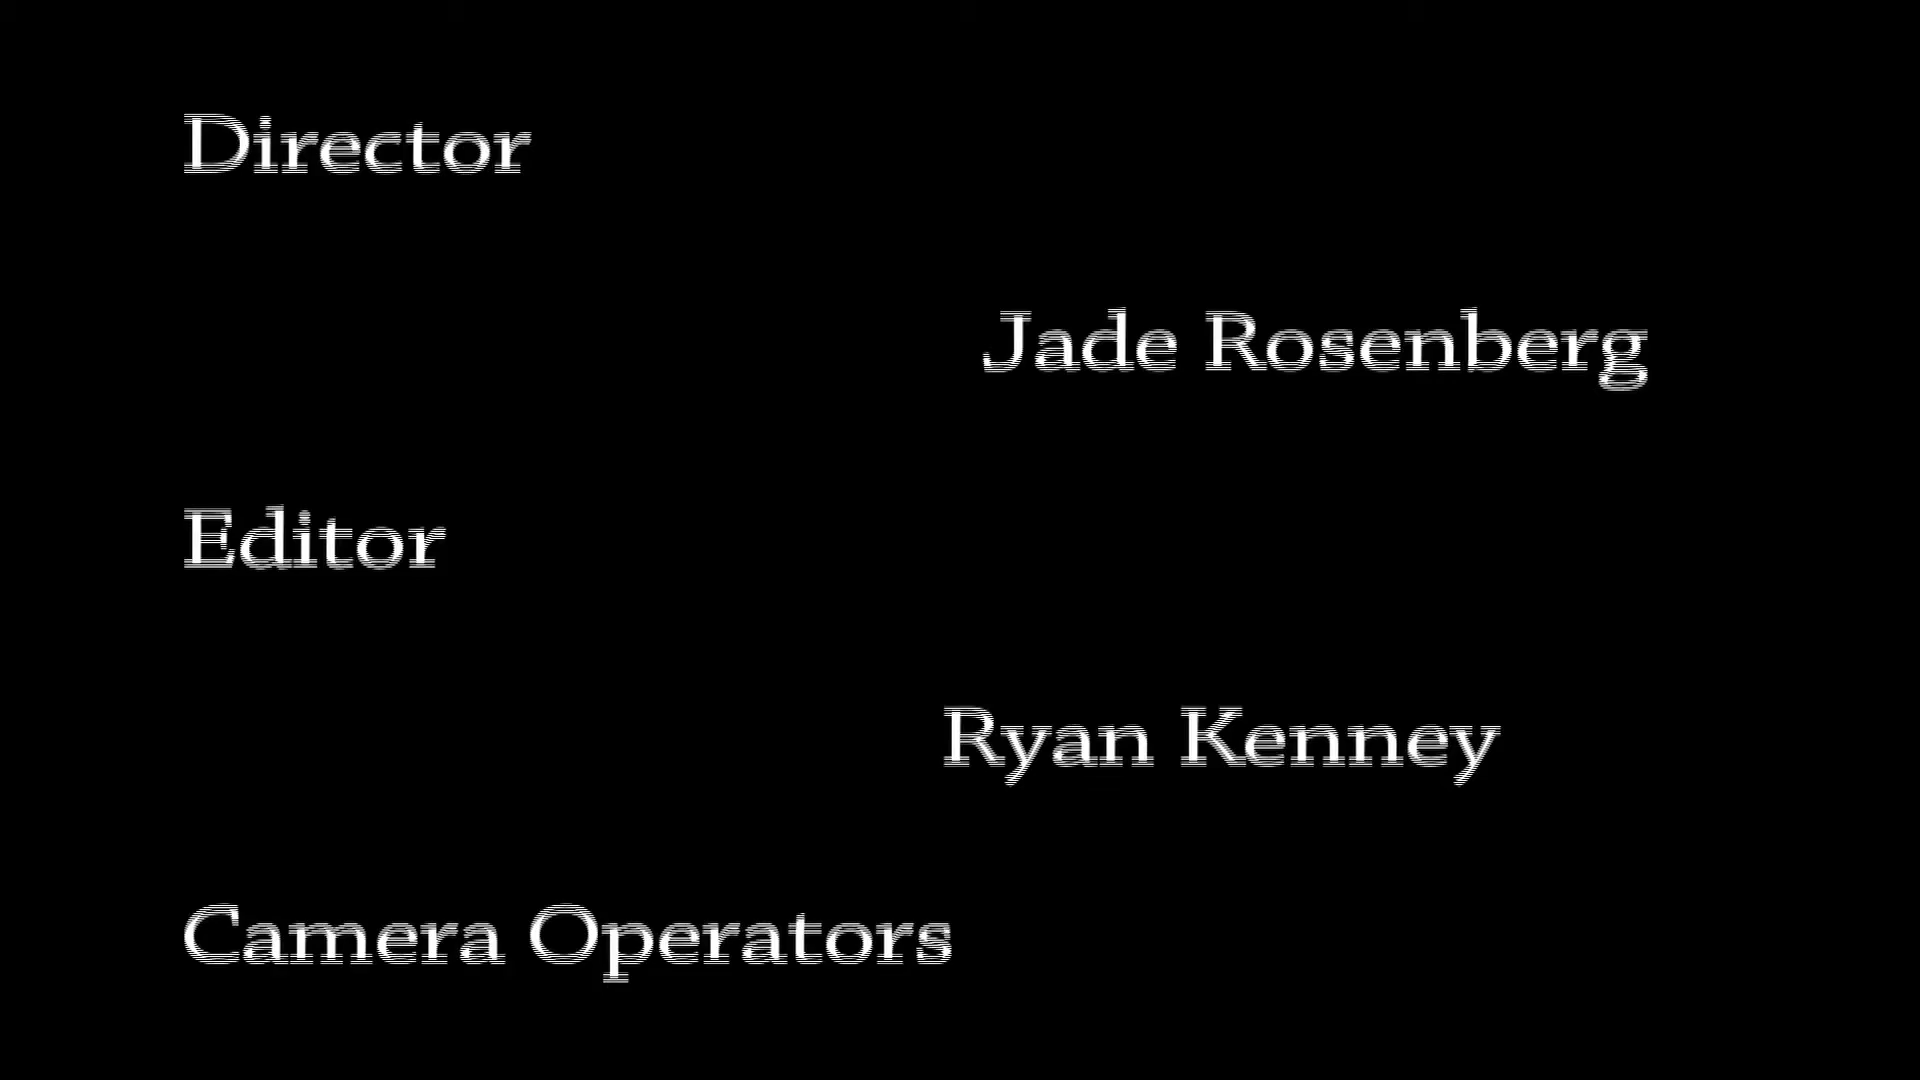 Director
Jade Rosenberg
Editor
Ryan Kenney
Camera Operators